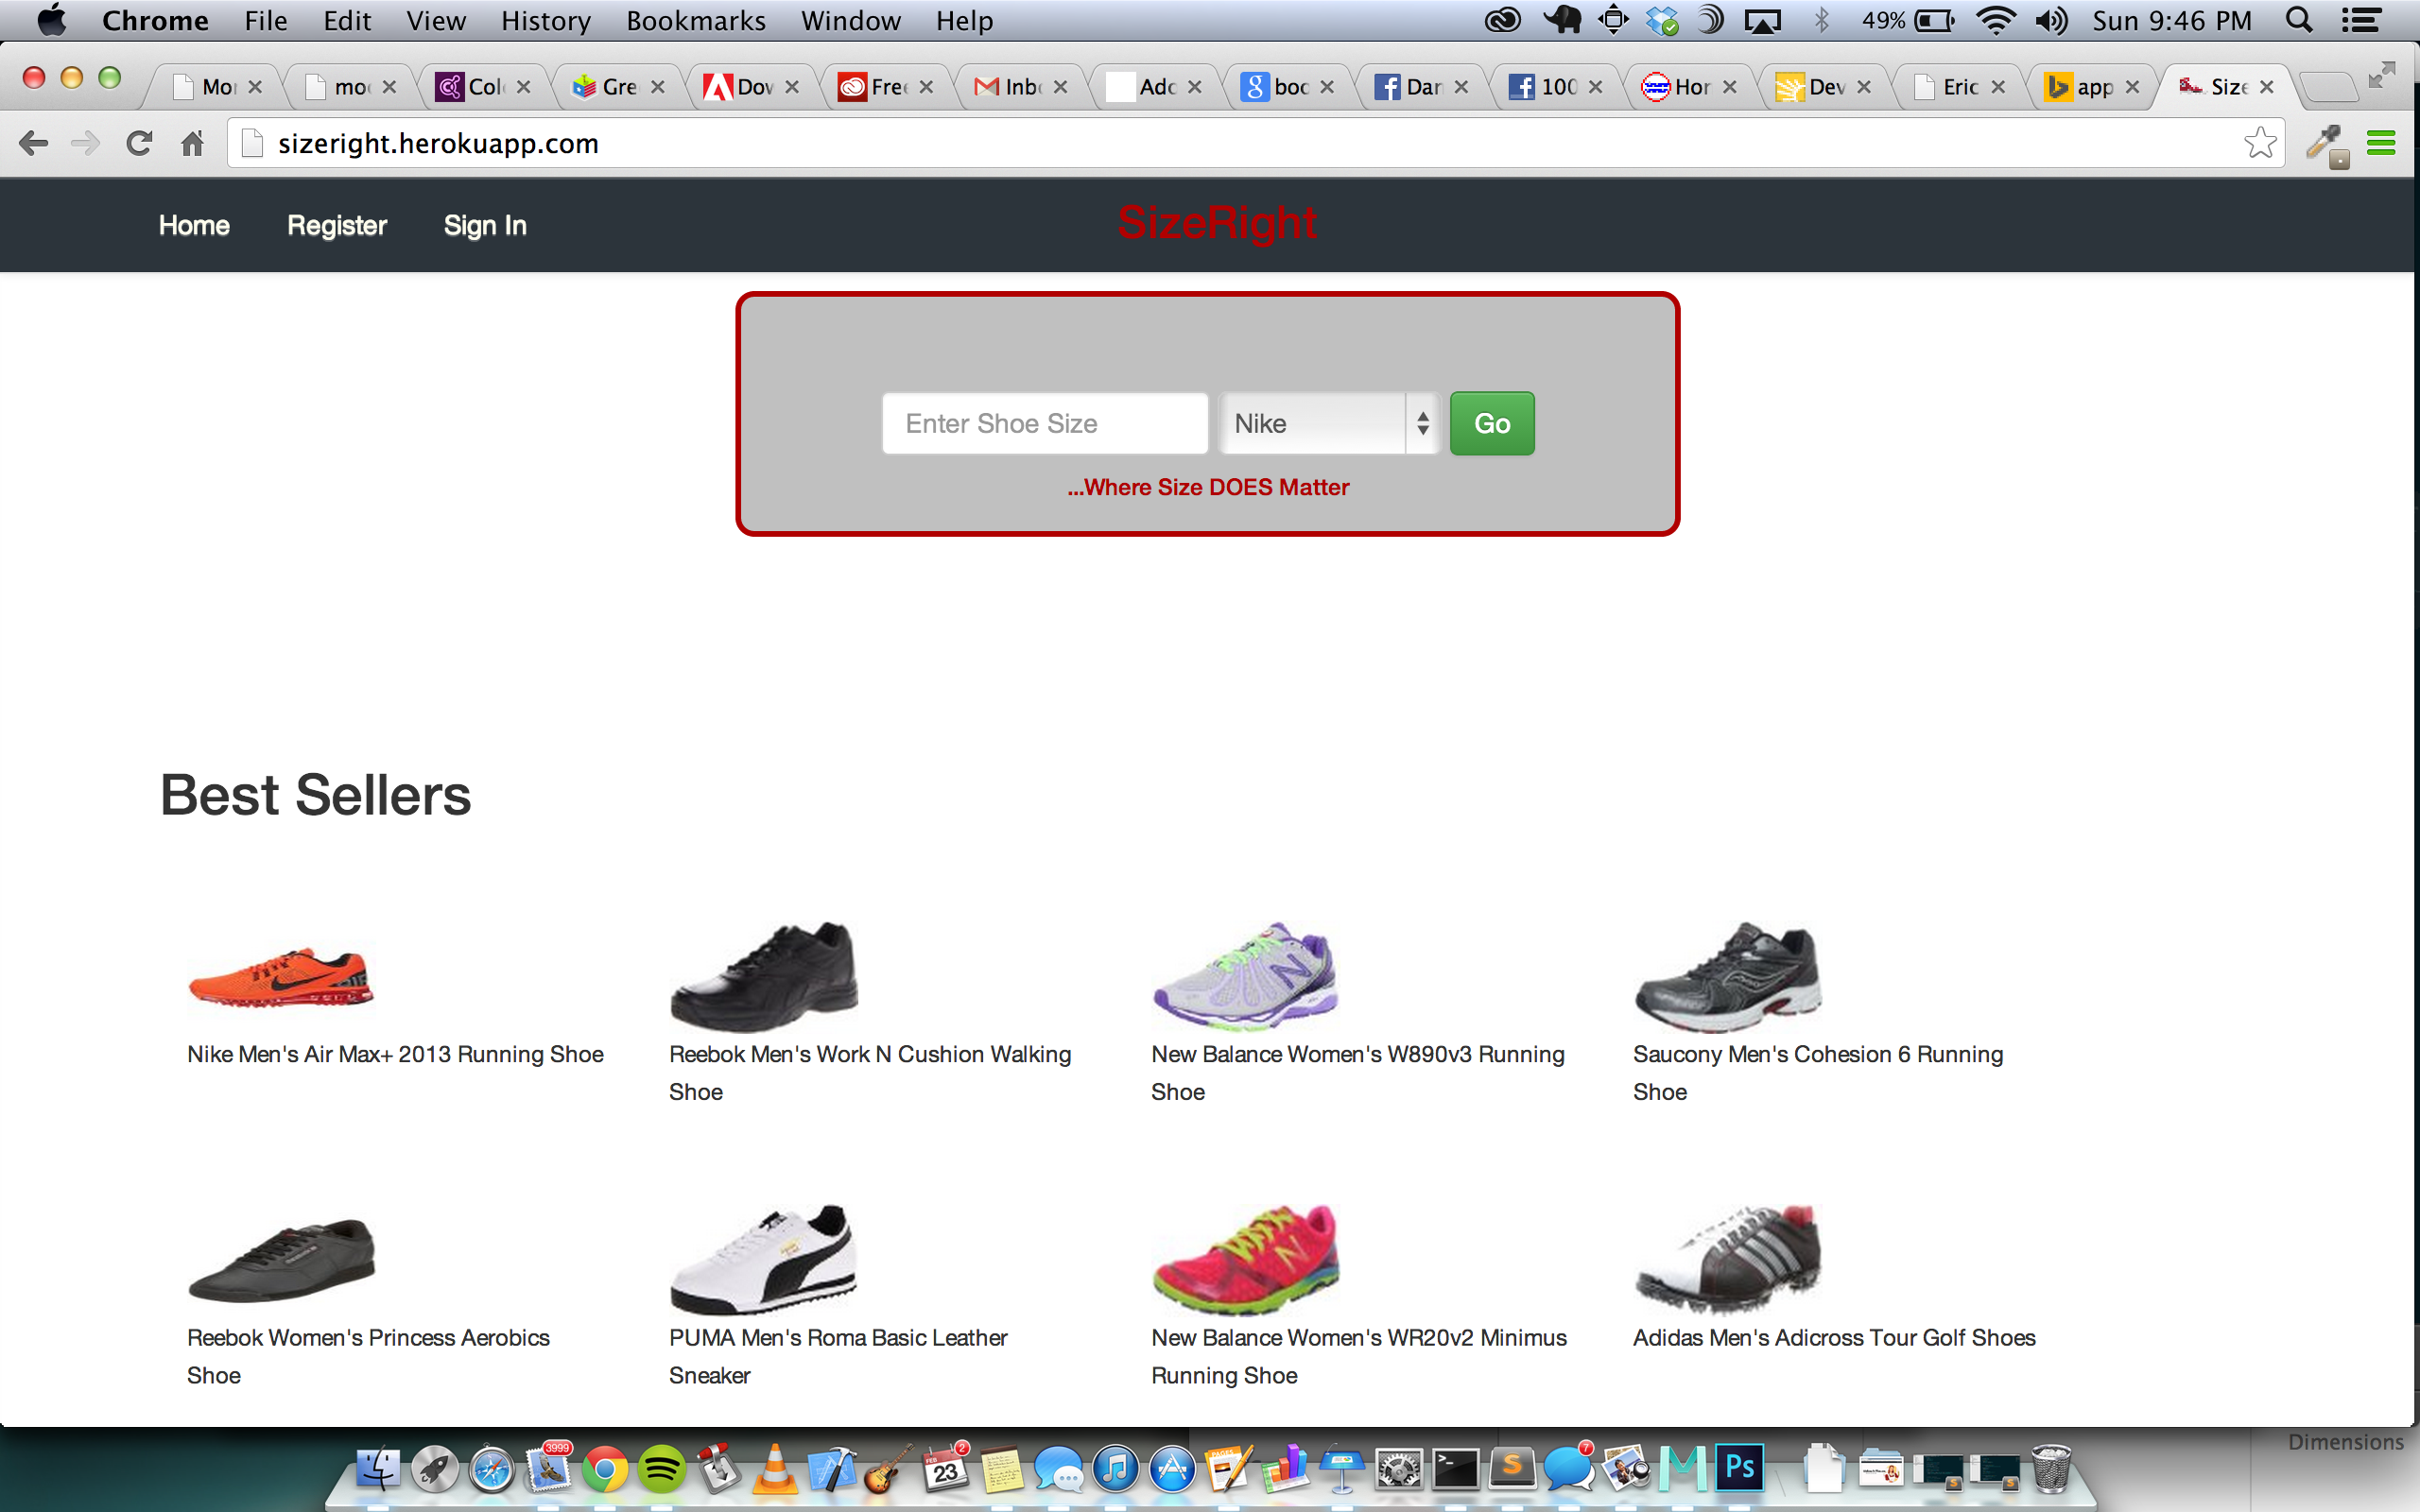 Chrome File Edit View History Bookmarks Window Help 49% Sun 9:46 PM
Mo mo Col Gre Dov Free Inb Adc boo Dar 100 Hor Dev Eric app Size
sizeright.herokuapp.com
Home Register Sign In SizeRight
Enter Shoe Size Nike Go
...Where Size DOES Matter
Best Sellers
Nike Men's Air Max+ 2013 Running Shoe
Reebok Men's Work N Cushion Walking
Shoe
New Balance Women's W890v3 Running
Shoe
Saucony Men's Cohesion 6 Running
Shoe
Reebok Women's Princess Aerobics
Shoe
PUMA Men's Roma Basic Leather
Sneaker
New Balance Women's WR20v2 Minimus
Running Shoe
Adidas Men's Adicross Tour Golf Shoes
Dimensions
3999
FEB
23
2
PAGES
7
Ps